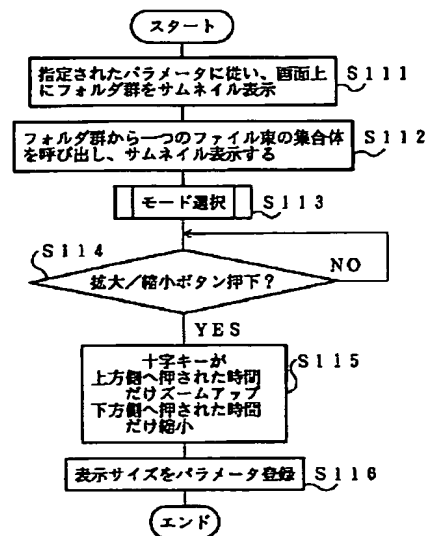 スタート
指定されたパラメータに従い、画面上
にフォルダ群をサムネイル表示
S111
フォルダ群から一つのファイル束の集合体
を呼び出し、サムネイル表示する
S112
モード選択
S113
S114
拡大／縮小ボタン押下？
NO
YES
十字キーが
上方側へ押された時間
だけズームアップ
下方側へ押された時間
だけ縮小
S115
表示サイズをパラメータ登録
S116
エンド